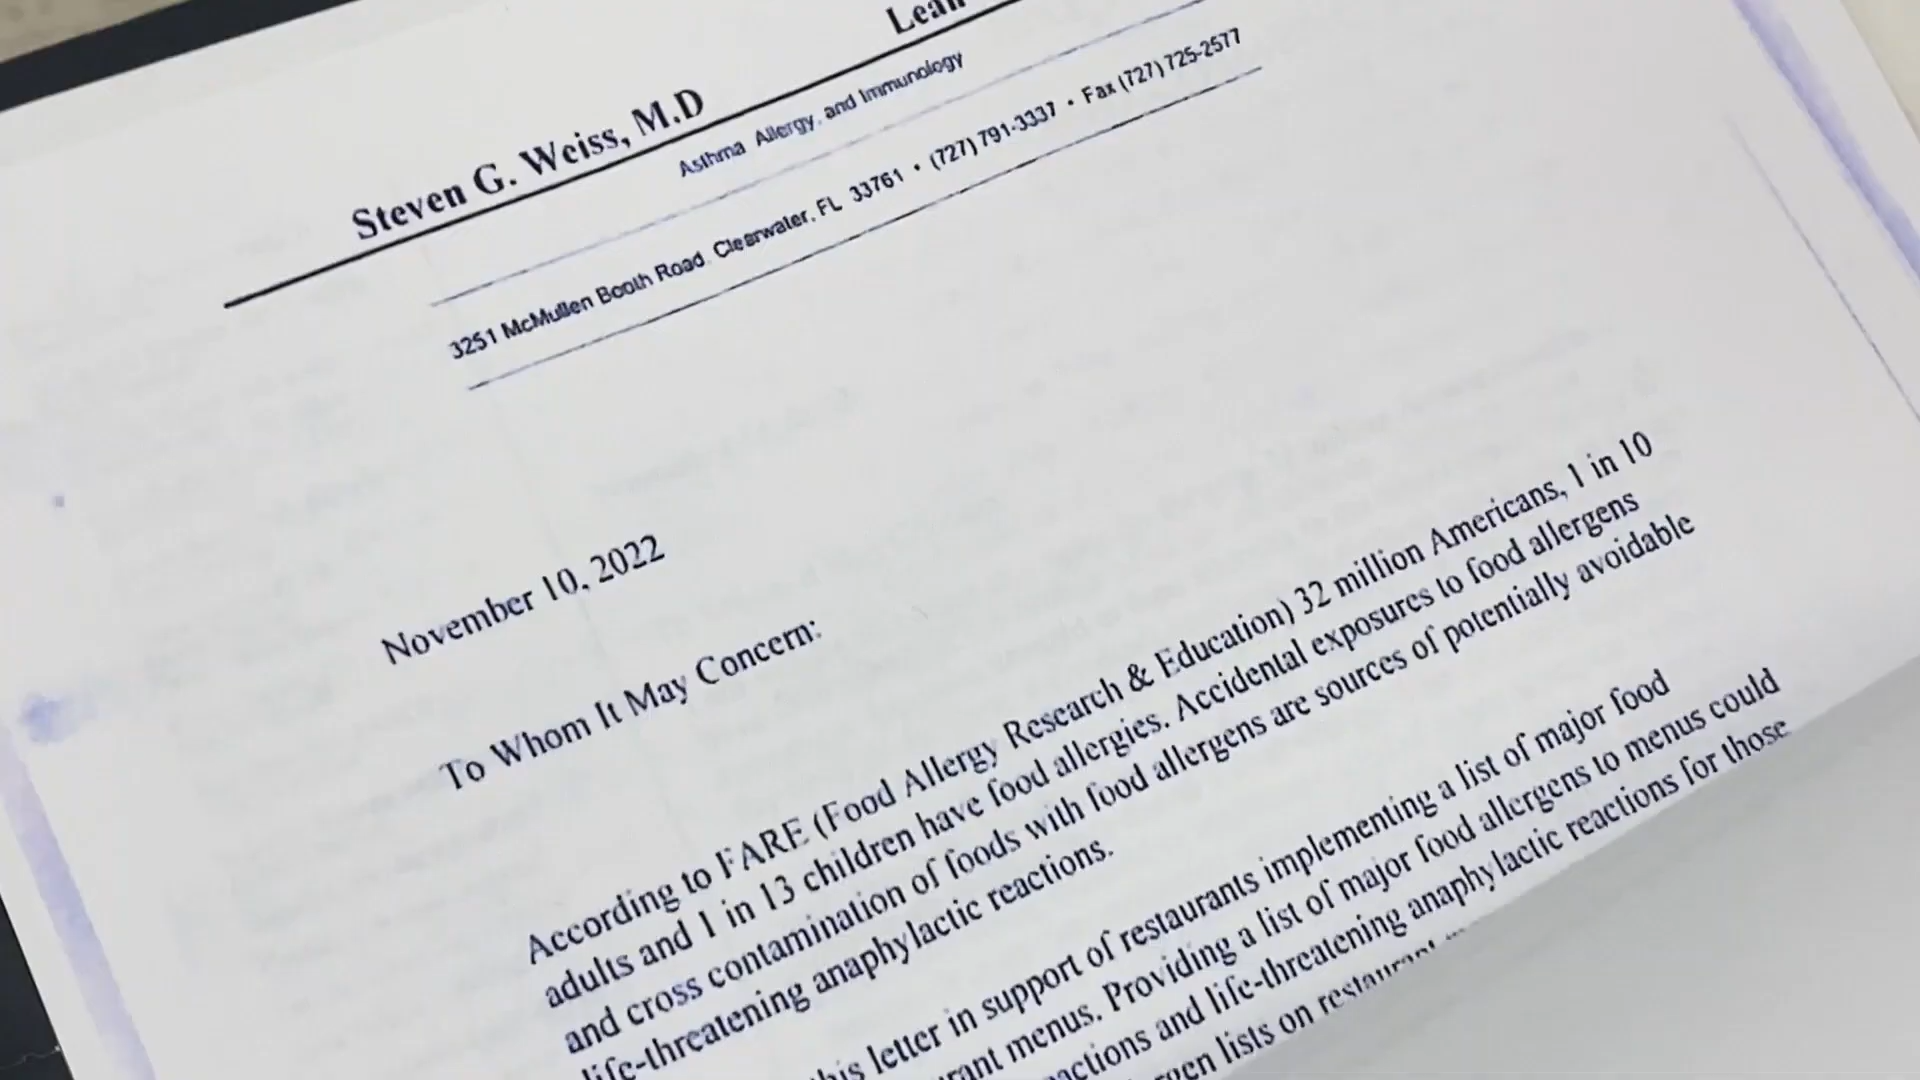 Steven G. Weiss, M.D
Asthma Allergy, and Immunology
3251 McMullen Booth Road, Clearwater, FL 33761 • (727) 791-3337 • Fax (727) 725-2577
November 10, 2022
To Whom It May Concern:
According to FARE (Food Allergy Research & Education) 32 million Americans, 1 in 10
adults and 1 in 13 children have food allergies. Accidental exposures to food allergens
and cross contamination of foods with food allergens are sources of potentially avoidable
life-threatening anaphylactic reactions.
this letter in support of restaurants implementing a list of major food
menus. Providing a list of major food allergens to menus could
and life-threatening anaphylactic reactions for those
lists on